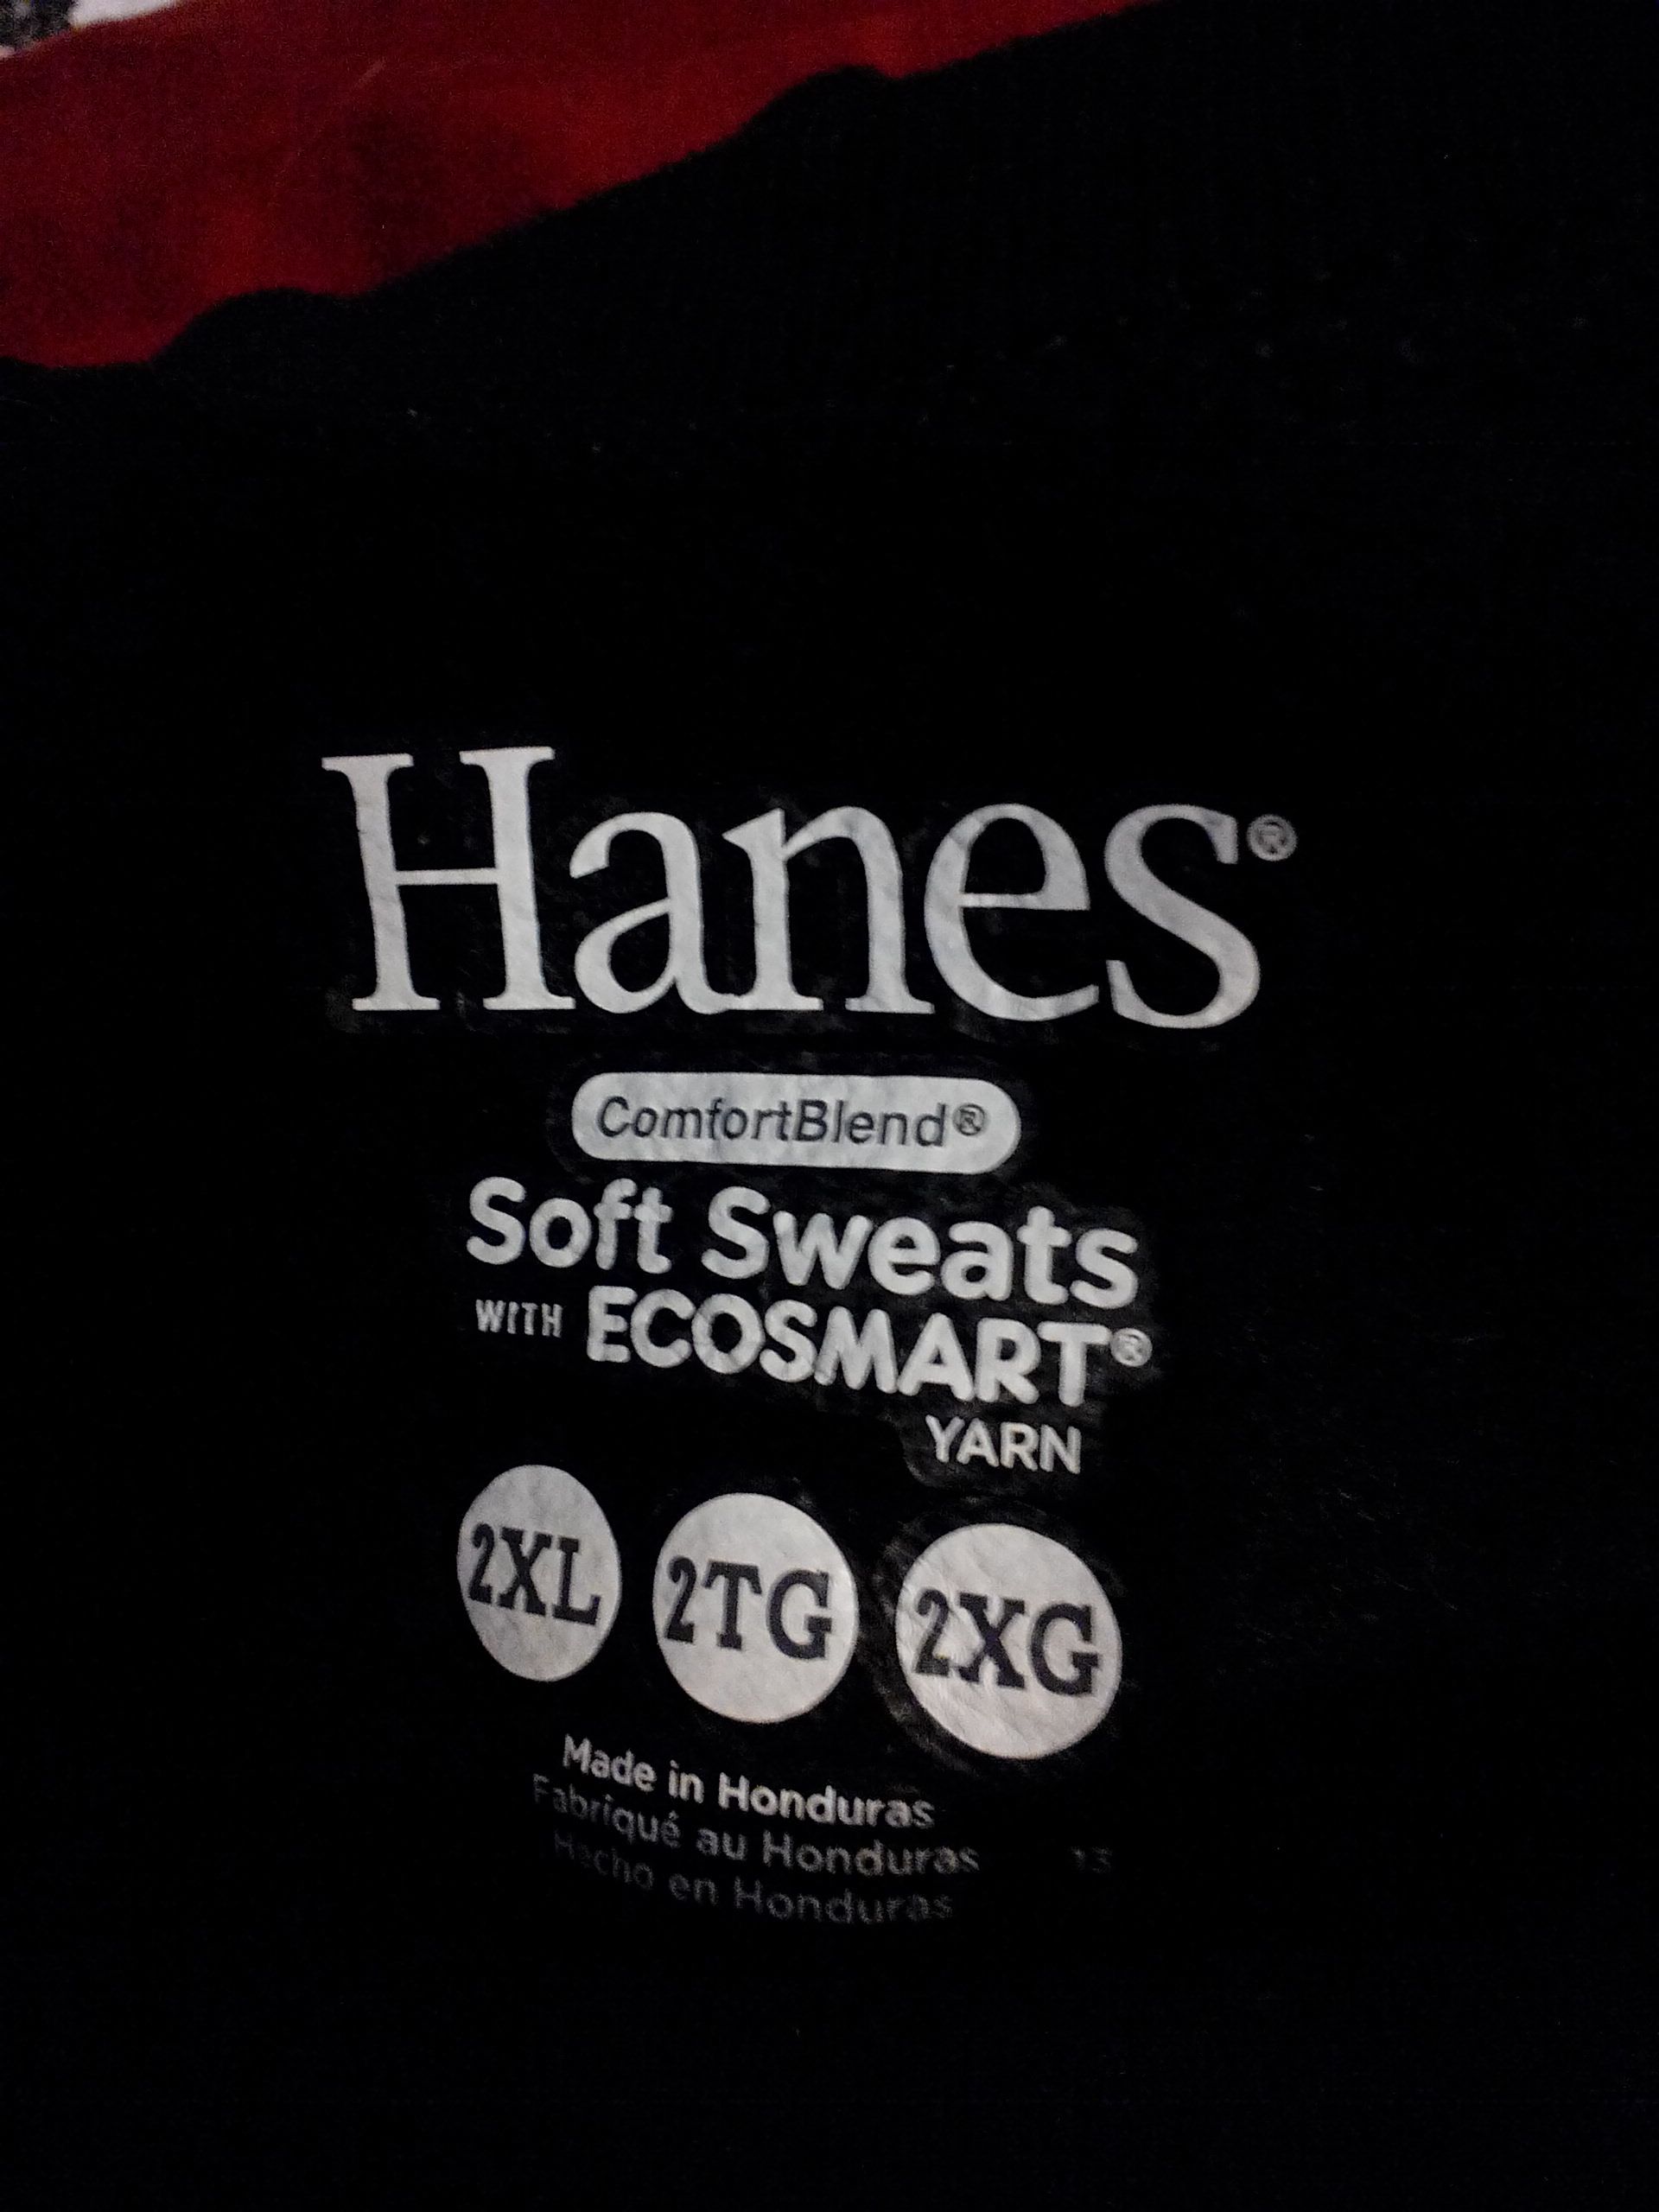 Hanes®
ComfortBlend®
Soft Sweats
WITH ECOSMART®
YARN
2XL 2TG 2XG
Made in Honduras
Fabriqué au Honduras 13
Hecho en Honduras